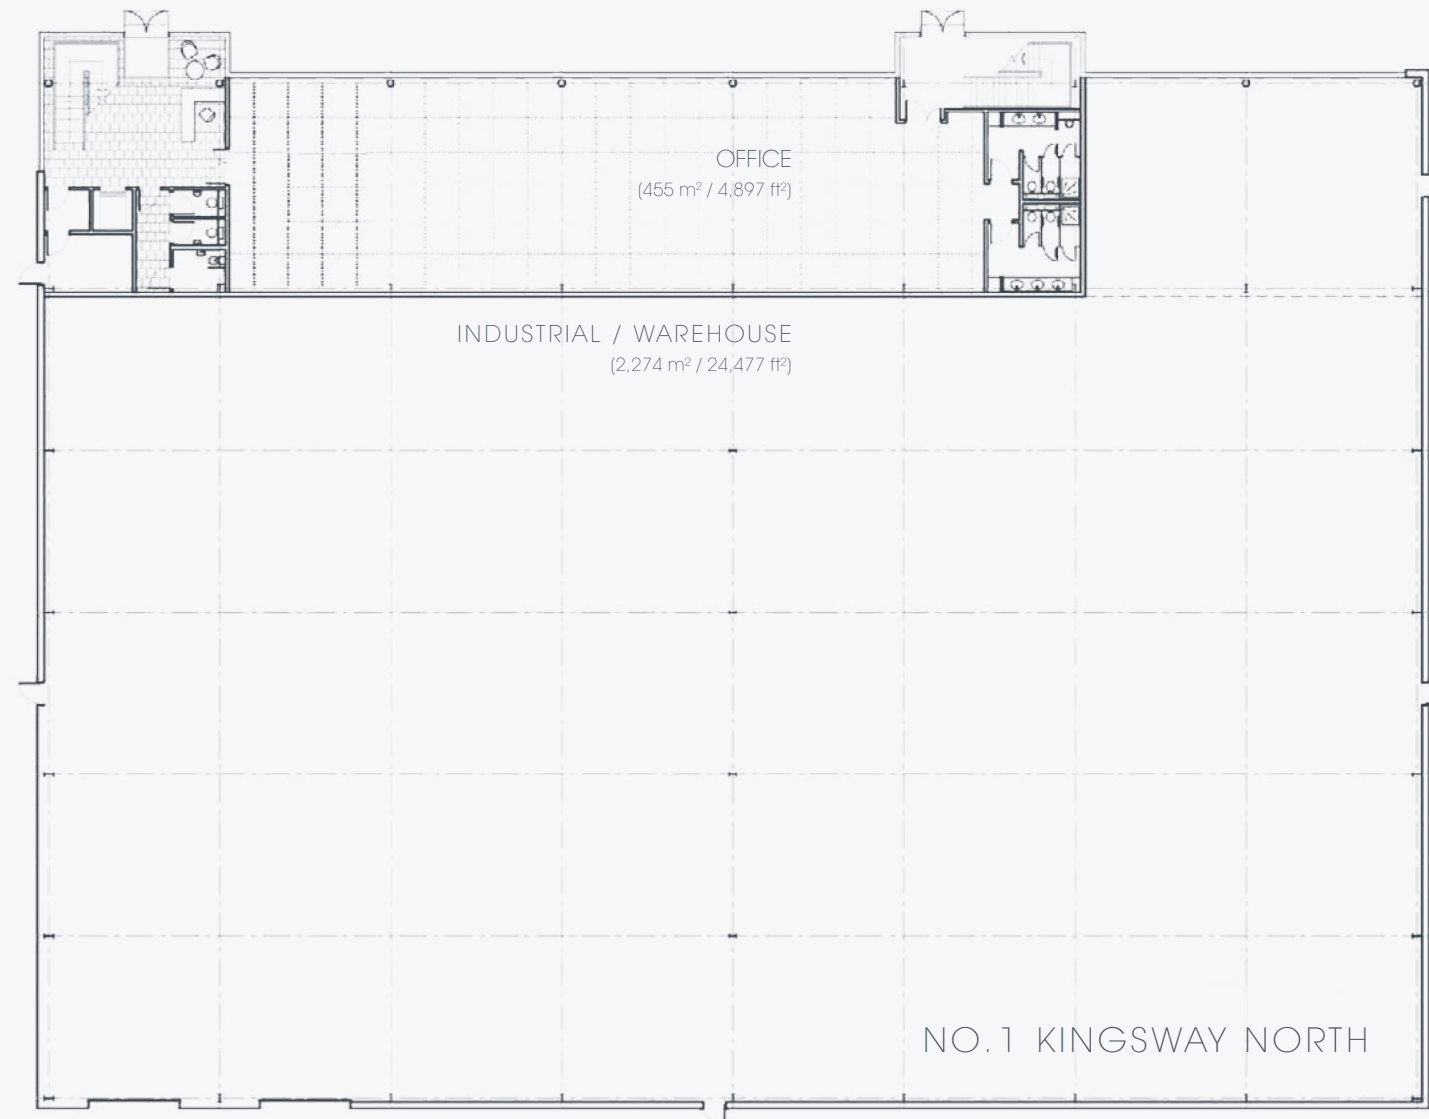 OFFICE
(455 m² / 4,897 ft²)
INDUSTRIAL / WAREHOUSE
(2,274 m² / 24,477 ft²)
NO.1 KINGSWAY NORTH